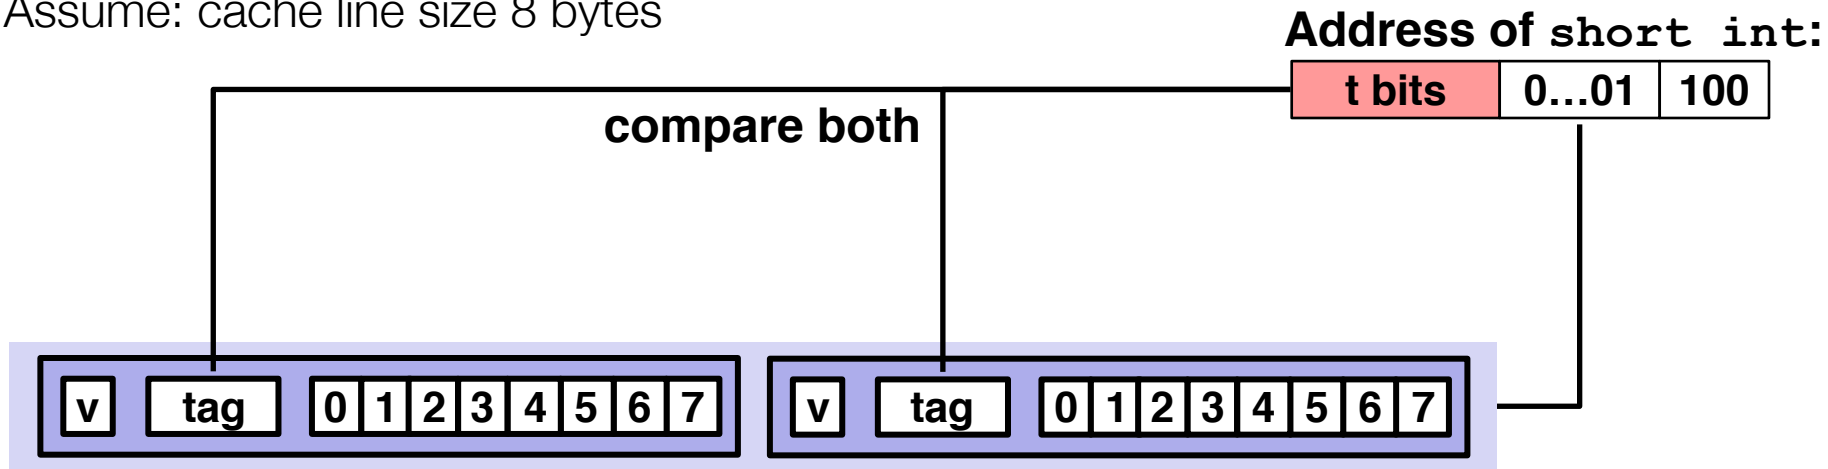 Assume: cache line size 8 bytes
Address of short int:
t bits 0...01 100
compare both
v tag 0 1 2 3 4 5 6 7 v tag 0 1 2 3 4 5 6 7